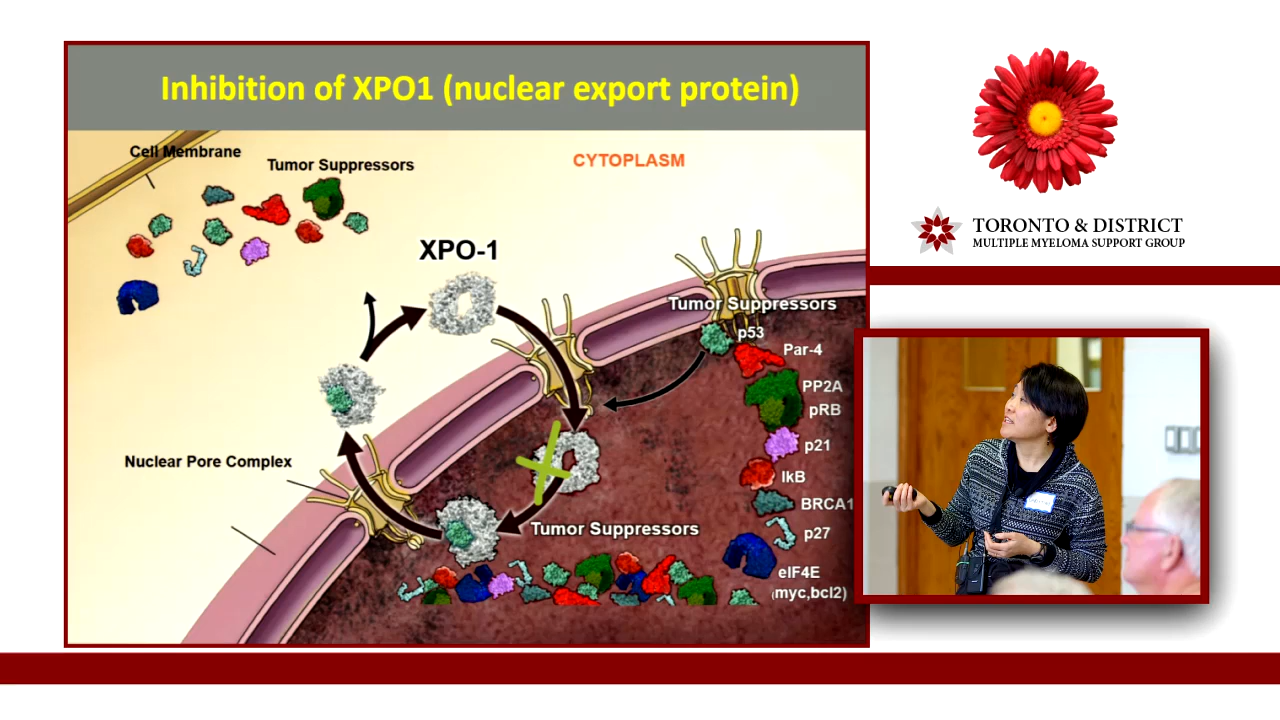 Inhibition of XPO1 (nuclear export protein)
Cell Membrane
Tumor Suppressors
CYTOPLASM
XPO-1
Tumor Suppressors
p53
Par-4
PP2A
pRB
p21
IkB
BRCA1
p27
eIF4E
(myc,bcl2)
Nuclear Pore Complex
Tumor Suppressors
TORONTO & DISTRICT
MULTIPLE MYELOMA SUPPORT GROUP